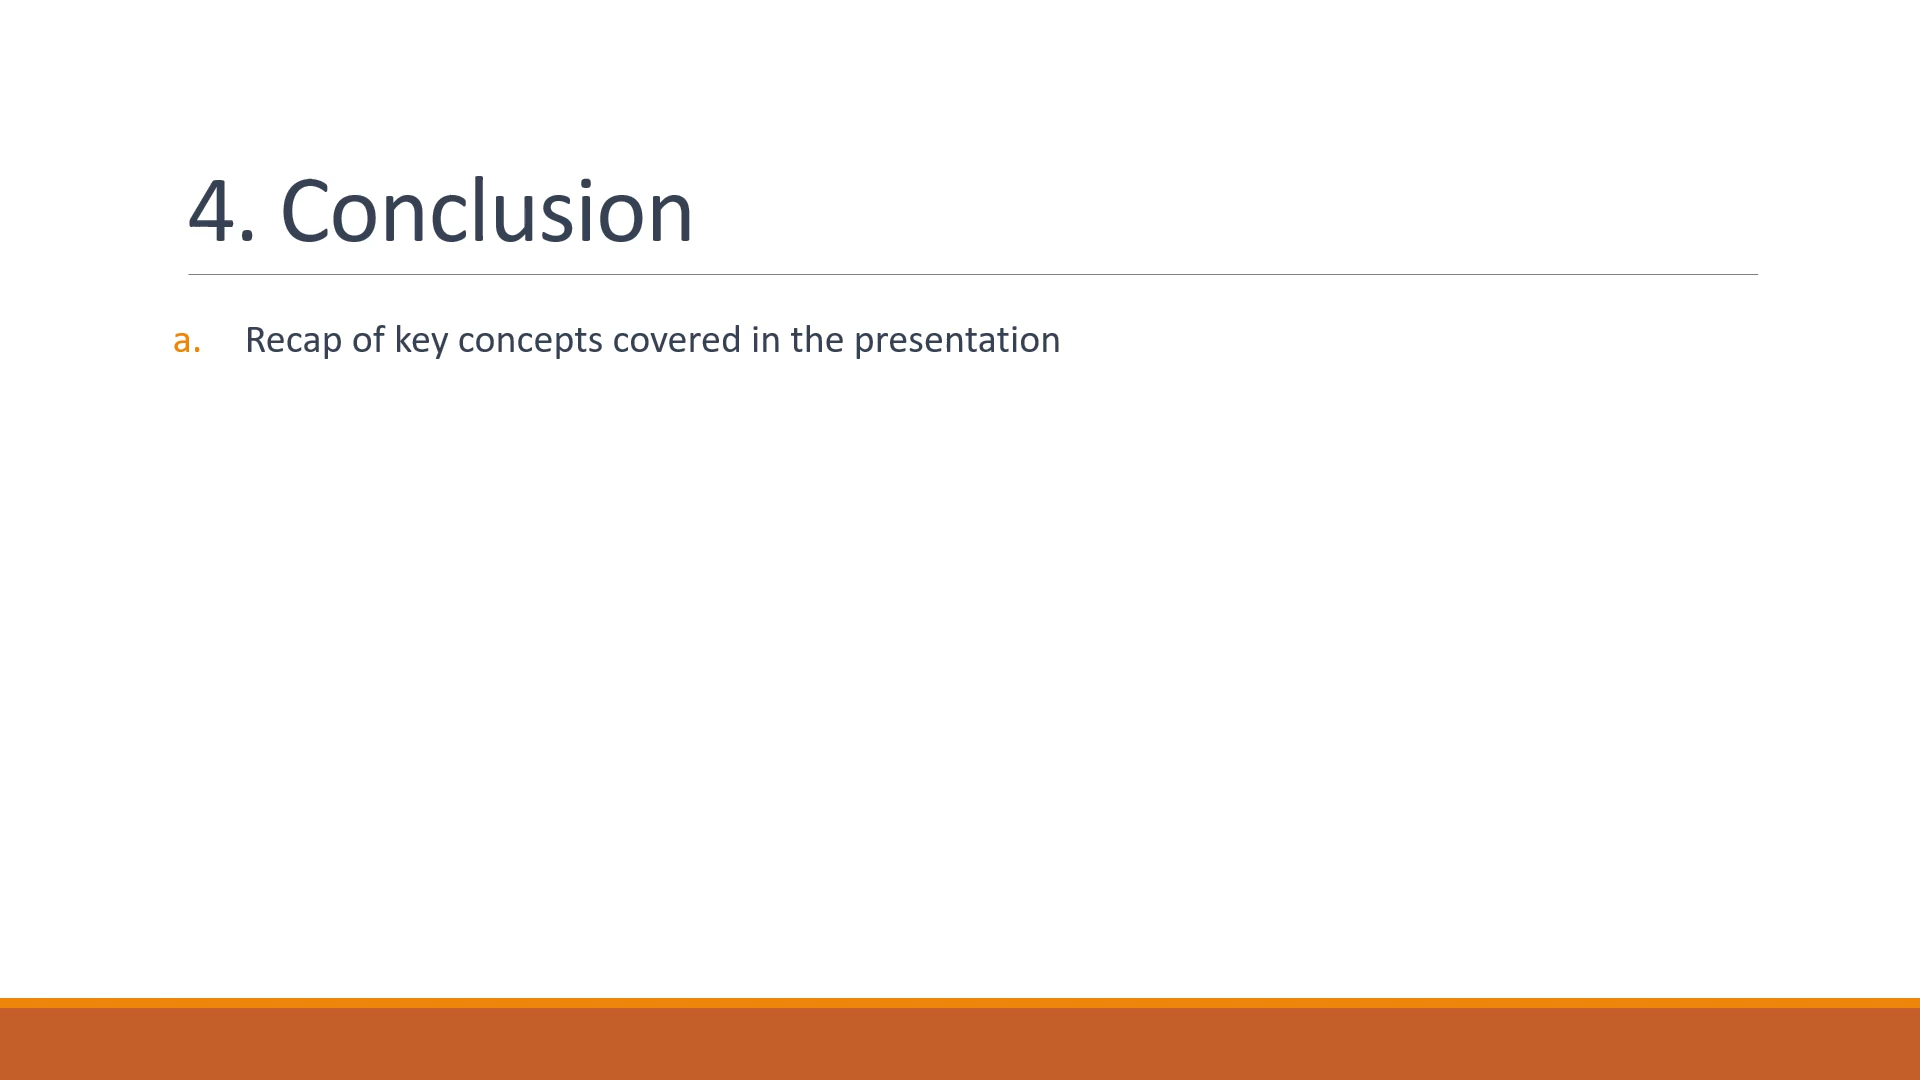 4. Conclusion
a. Recap of key concepts covered in the presentation